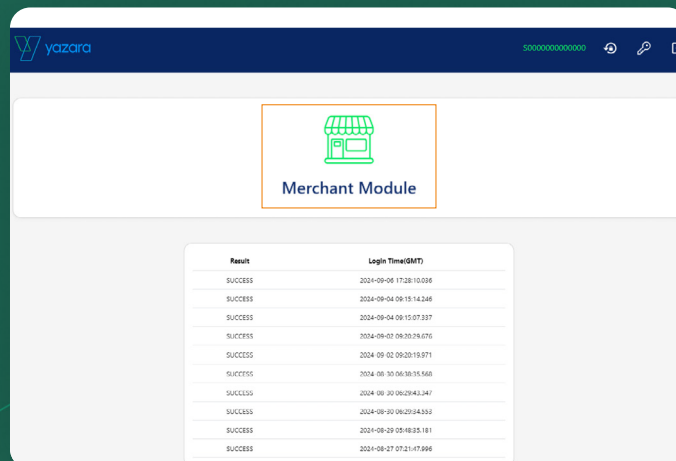 yazara
S0000000000000
Merchant Module
Result Login Time(GMT)
SUCCESS 2024-09-06 17:28:10.036
SUCCESS 2024-09-04 09:15:14.246
SUCCESS 2024-09-04 09:15:07.337
SUCCESS 2024-09-02 09:20:29.676
SUCCESS 2024-09-02 09:20:19.971
SUCCESS 2024-08-30 06:38:35.568
SUCCESS 2024-08-30 06:29:43.347
SUCCESS 2024-08-30 06:29:34.553
SUCCESS 2024-08-29 05:48:35.181
SUCCESS 2024-08-27 07:21:47.996